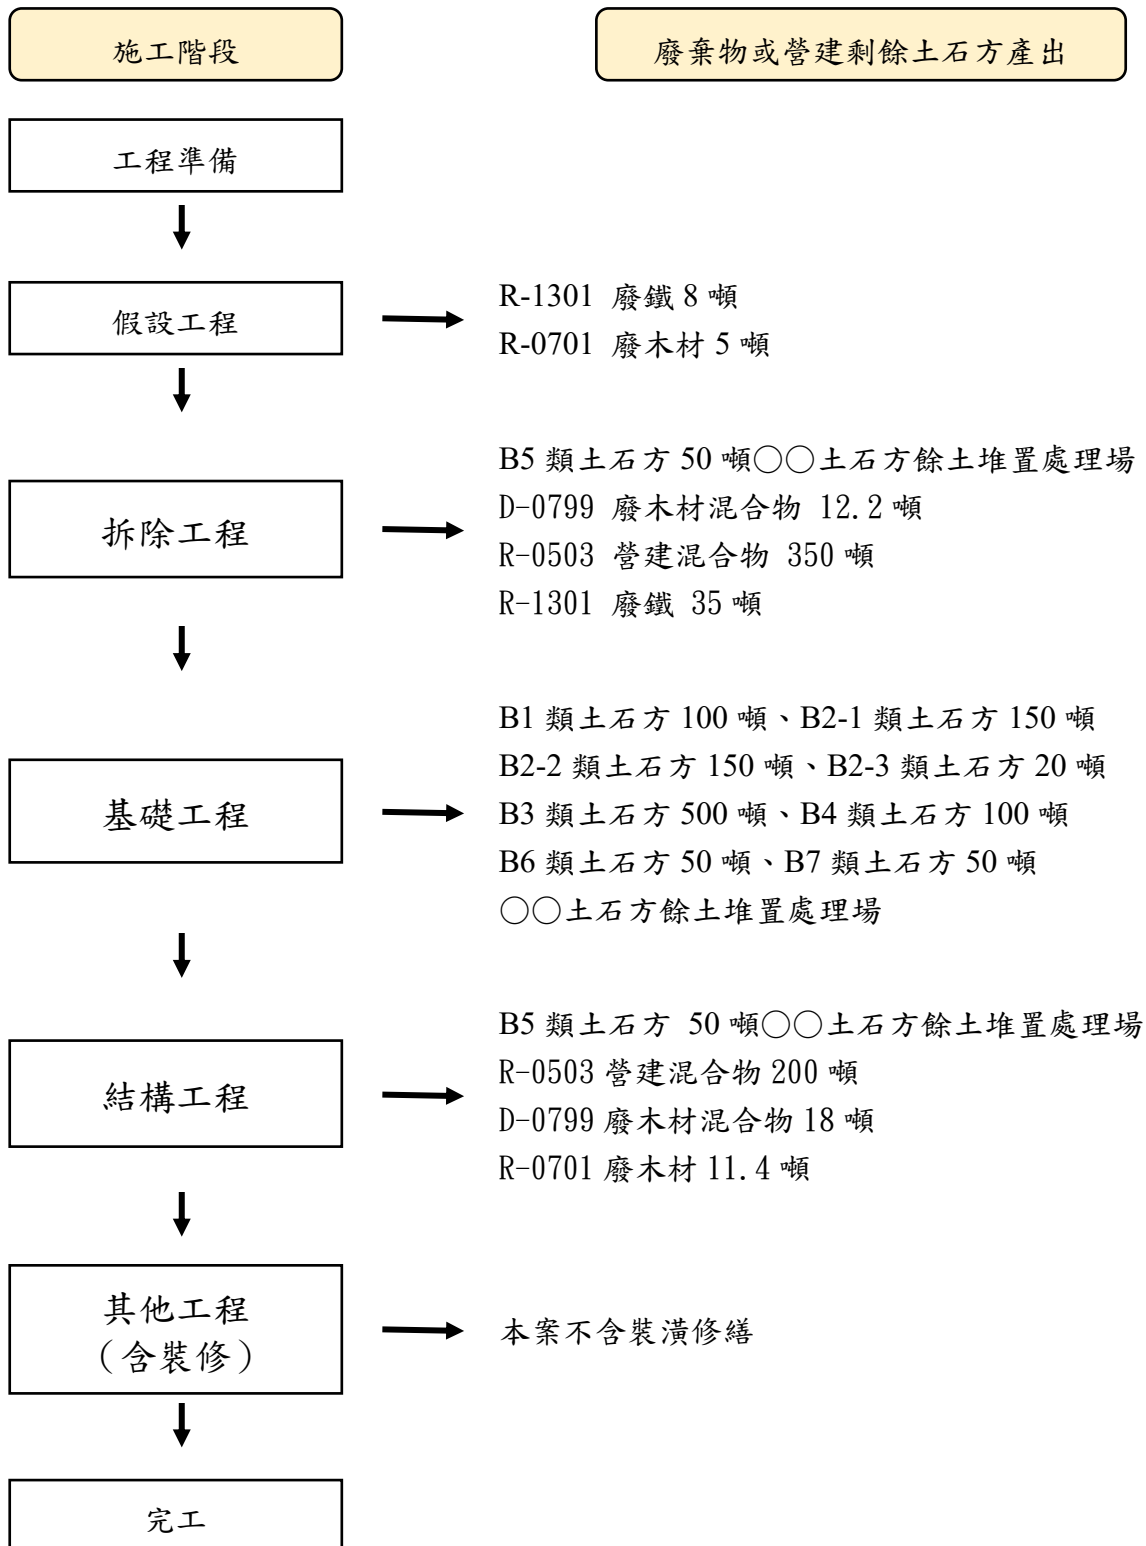 施工階段
廢棄物或營建剩餘土石方產出
工程準備
假設工程
R-1301 廢鐵 8 噸
R-0701 廢木材 5 噸
拆除工程
B5 類土石方 50 噸○○土石方餘土堆置處理場
D-0799 廢木材混合物 12.2 噸
R-0503 營建混合物 350 噸
R-1301 廢鐵 35 噸
基礎工程
B1 類土石方 100 噸、B2-1 類土石方 150 噸
B2-2 類土石方 150 噸、B2-3 類土石方 20 噸
B3 類土石方 500 噸、B4 類土石方 100 噸
B6 類土石方 50 噸、B7 類土石方 50 噸
○○土石方餘土堆置處理場
結構工程
B5 類土石方 50 噸○○土石方餘土堆置處理場
R-0503 營建混合物 200 噸
D-0799 廢木材混合物 18 噸
R-0701 廢木材 11.4 噸
其他工程
（含裝修）
本案不含裝潢修繕
完工